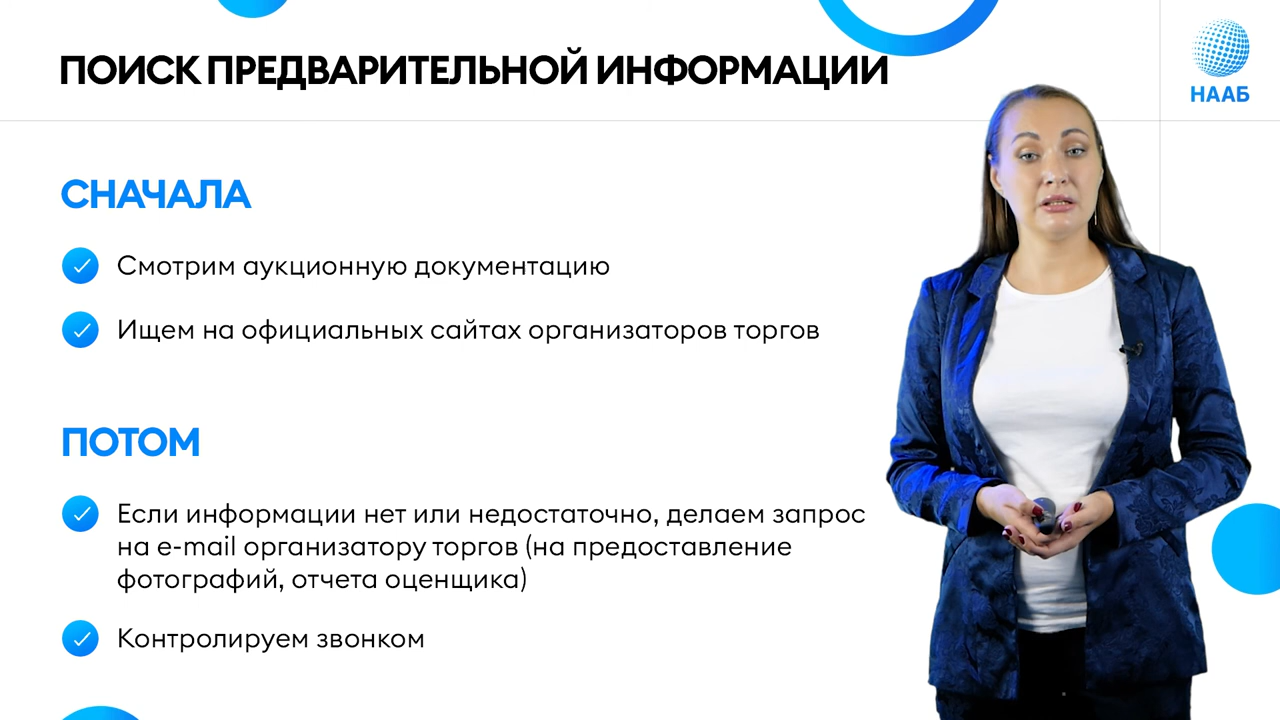 ПОИСК ПРЕДВАРИТЕЛЬНОЙ ИНФОРМАЦИИ
НААБ
СНАЧАЛА
Смотрим аукционную документацию
Ищем на официальных сайтах организаторов торгов
ПОТОМ
Если информации нет или недостаточно, делаем запрос
на e-mail организатору торгов (на предоставление
фотографий, отчета оценщика)
Контролируем звонком